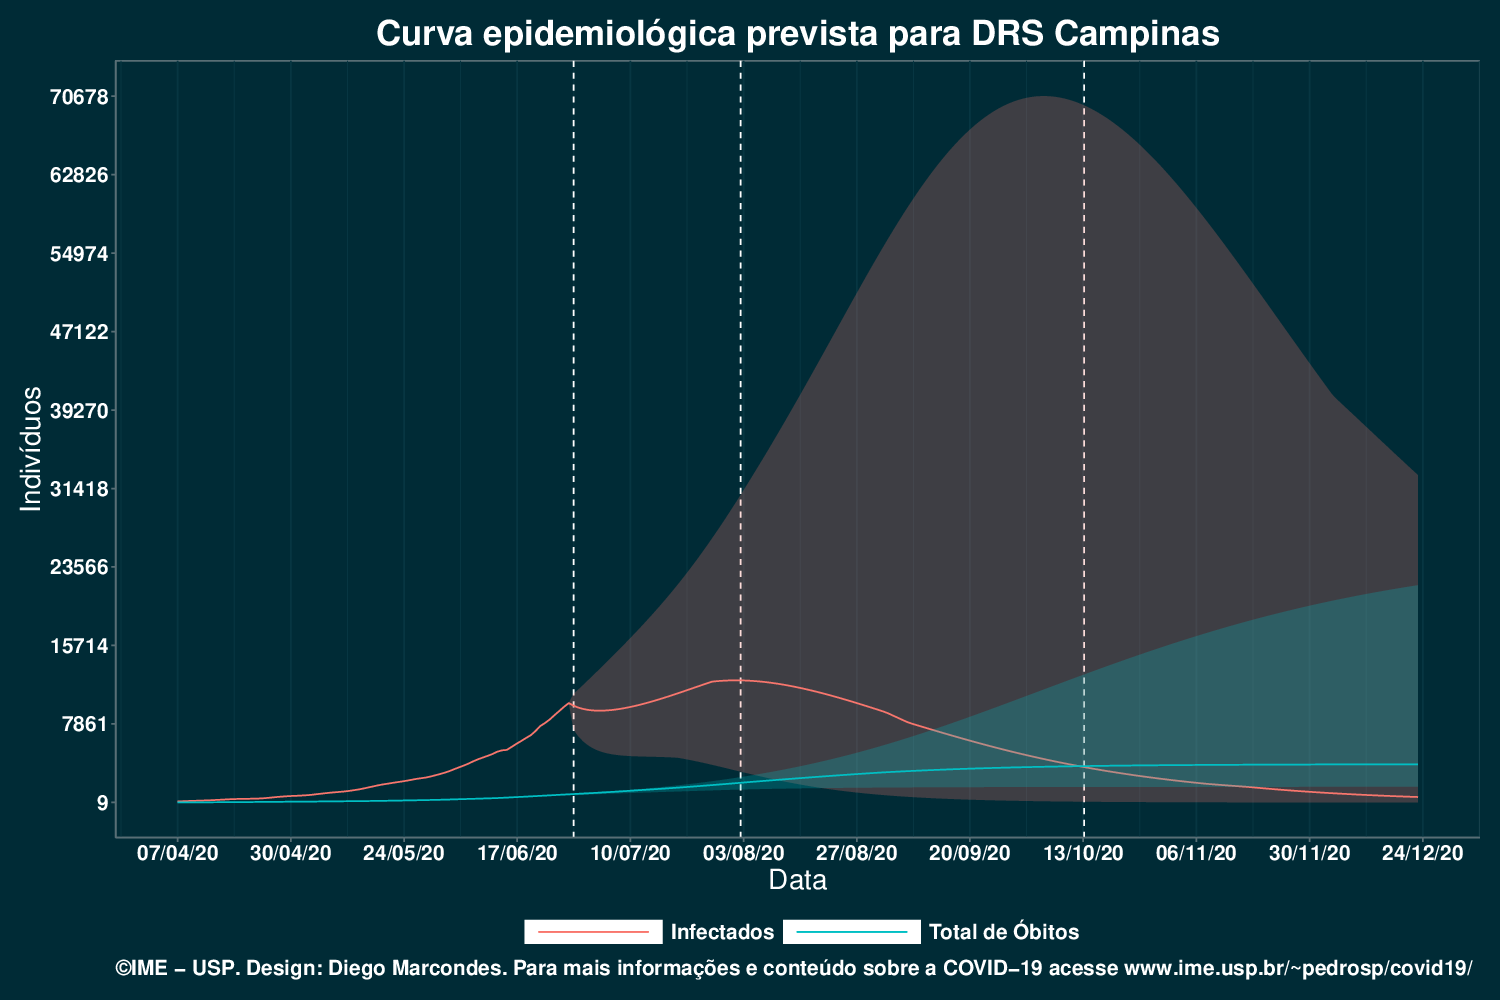 Curva epidemiológica prevista para DRS Campinas
70678
62826
54974
47122
39270
31418
23566
15714
7861
9
Indivíduos
07/04/20 30/04/20 24/05/20 17/06/20 10/07/20 03/08/20 27/08/20 20/09/20 13/10/20 06/11/20 30/11/20 24/12/20
Data
Infectados Total de Óbitos
©IME − USP. Design: Diego Marcondes. Para mais informações e conteúdo sobre a COVID−19 acesse www.ime.usp.br/~pedrosp/covid19/